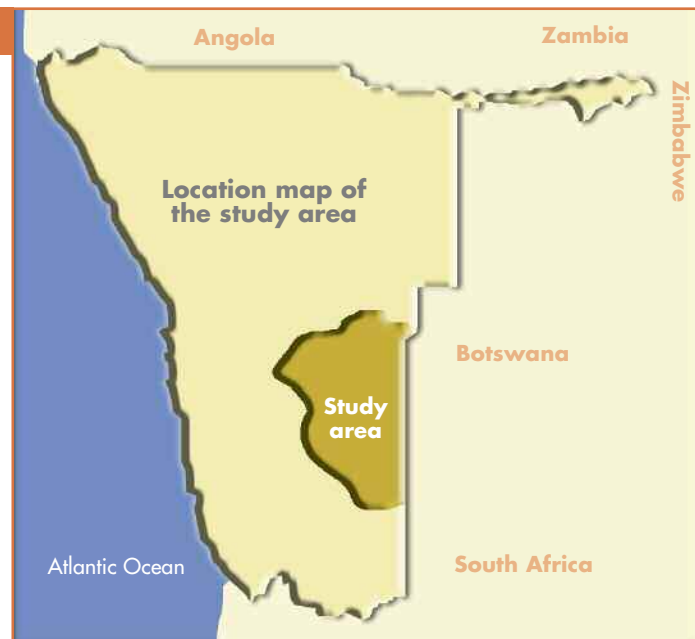 Angola
Zambia
Zimbabwe
Location map of
the study area
Botswana
Study
area
Atlantic Ocean
South Africa